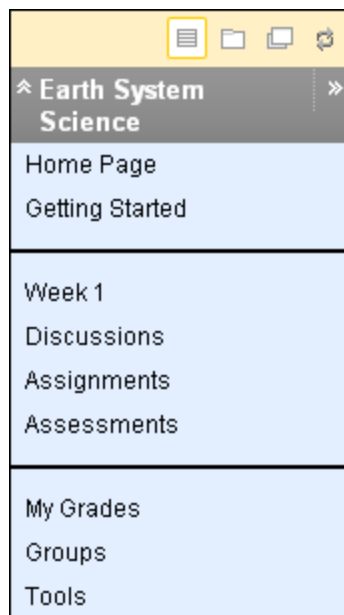 Earth System
Science
Home Page
Getting Started
Week 1
Discussions
Assignments
Assessments
My Grades
Groups
Tools